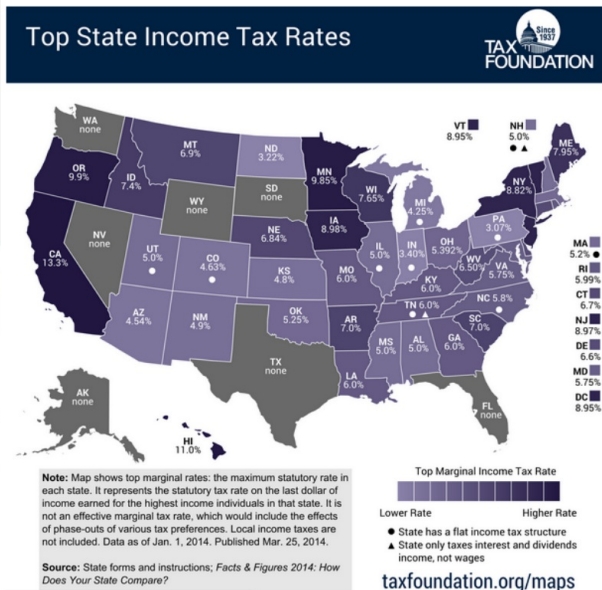 Top State Income Tax Rates
Since
1937
TAX
FOUNDATION
WA
none
OR
9.9%
CA
13.3%
NV
none
ID
7.4%
MT
6.9%
WY
none
UT
5.0%
AZ
4.54%
CO
4.63%
NM
4.9%
ND
3.22%
SD
none
NE
6.84%
KS
4.8%
OK
5.25%
TX
none
MN
9.85%
IA
8.98%
MO
6.0%
AR
7.0%
LA
6.0%
WI
7.65%
IL
5.0%
MI
4.25%
IN
3.40%
OH
5.392%
KY
6.0%
TN 6.0%
MS
5.0%
AL
5.0%
GA
6.0%
FL
none
SC
7.0%
NC 5.8%
VA
5.75%
WV
6.50%
PA
3.07%
NY
8.82%
ME
7.95%
VT
8.95%
NH
5.0%
MA
5.2%
RI
5.99%
CT
6.7%
NJ
8.97%
DE
6.6%
MD
5.75%
DC
8.95%
AK
none
HI
11.0%
Note: Map shows top marginal rates: the maximum statutory rate in
each state. It represents the statutory tax rate on the last dollar of
income earned for the highest income individuals in that state. It is
not an effective marginal tax rate, which would include the effects
of phase-outs of various tax preferences. Local income taxes are
not included. Data as of Jan. 1, 2014. Published Mar. 25, 2014.
Source: State forms and instructions; Facts & Figures 2014: How
Does Your State Compare?
Top Marginal Income Tax Rate
Lower Rate
Higher Rate
● State has a flat income tax structure
▲ State only taxes interest and dividends
income, not wages
taxfoundation.org/maps